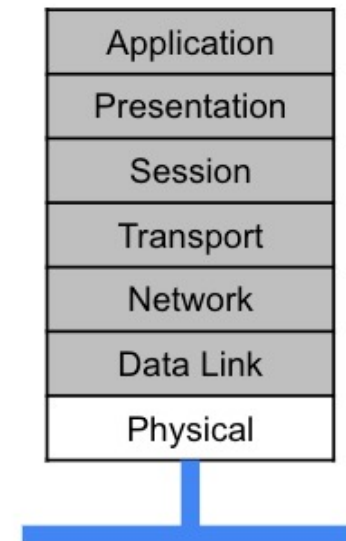 Application
Presentation
Session
Transport
Network
Data Link
Physical